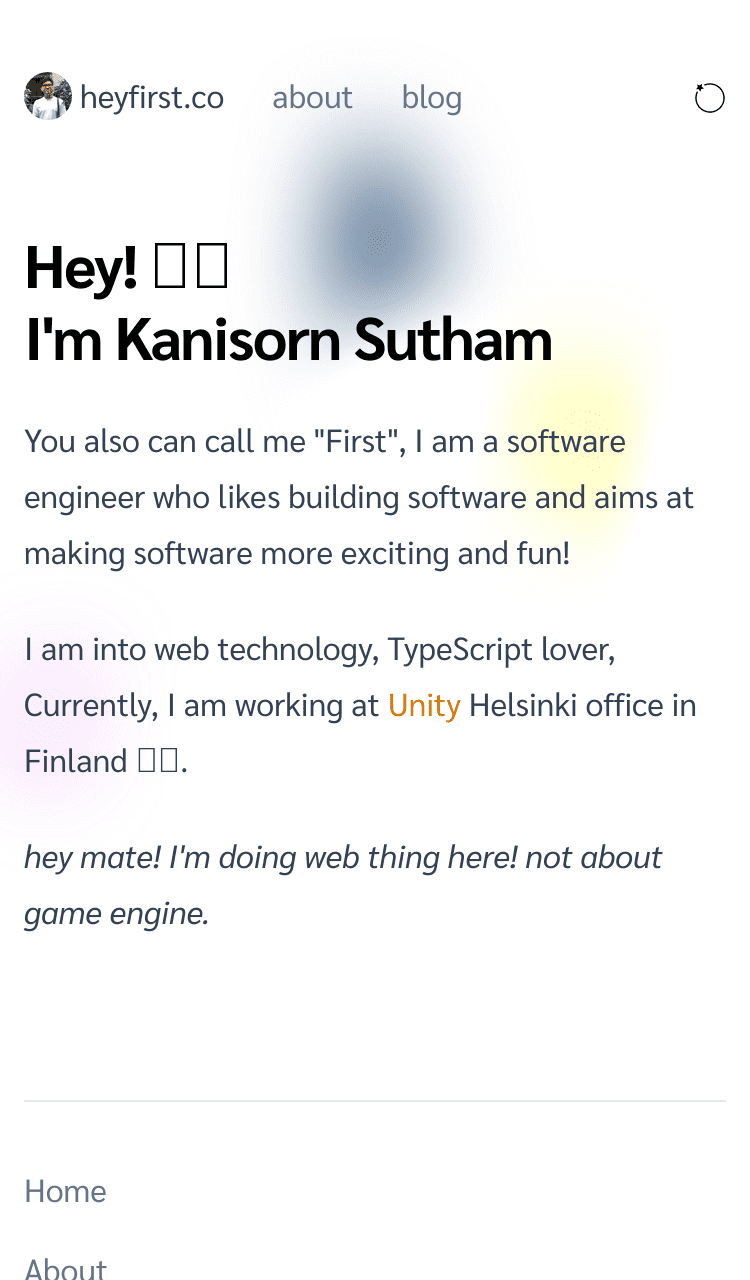 heyfirst.co about blog
Hey!
I'm Kanisorn Sutham
You also can call me "First", I am a software
engineer who likes building software and aims at
making software more exciting and fun!
I am into web technology, TypeScript lover,
Currently, I am working at Unity Helsinki office in
Finland .
hey mate! I'm doing web thing here! not about
game engine.
Home
About